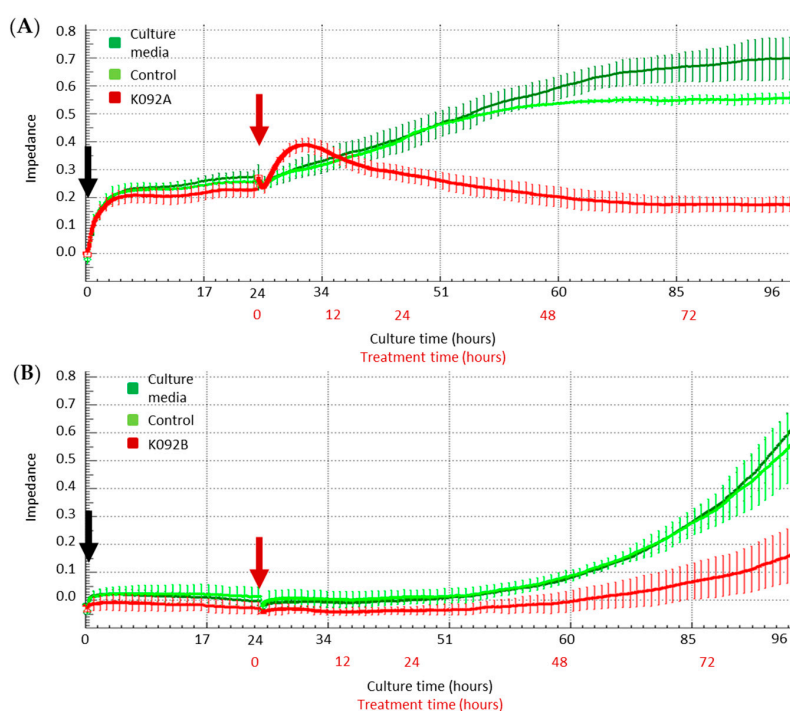 (A)
0.8
0.7
0.6
0.5
0.4
0.3
0.2
0.1
0.0
Impedance
Culture
media
Control
K092A
0 17 24 34 51 60 85 96
0 12 24 48 72
Culture time (hours)
Treatment time (hours)
(B)
0.8
0.7
0.6
0.5
0.4
0.3
0.2
0.1
0.0
Impedance
Culture
media
Control
K092B
0 17 24 34 51 60 85 96
0 12 24 48 72
Culture time (hours)
Treatment time (hours)